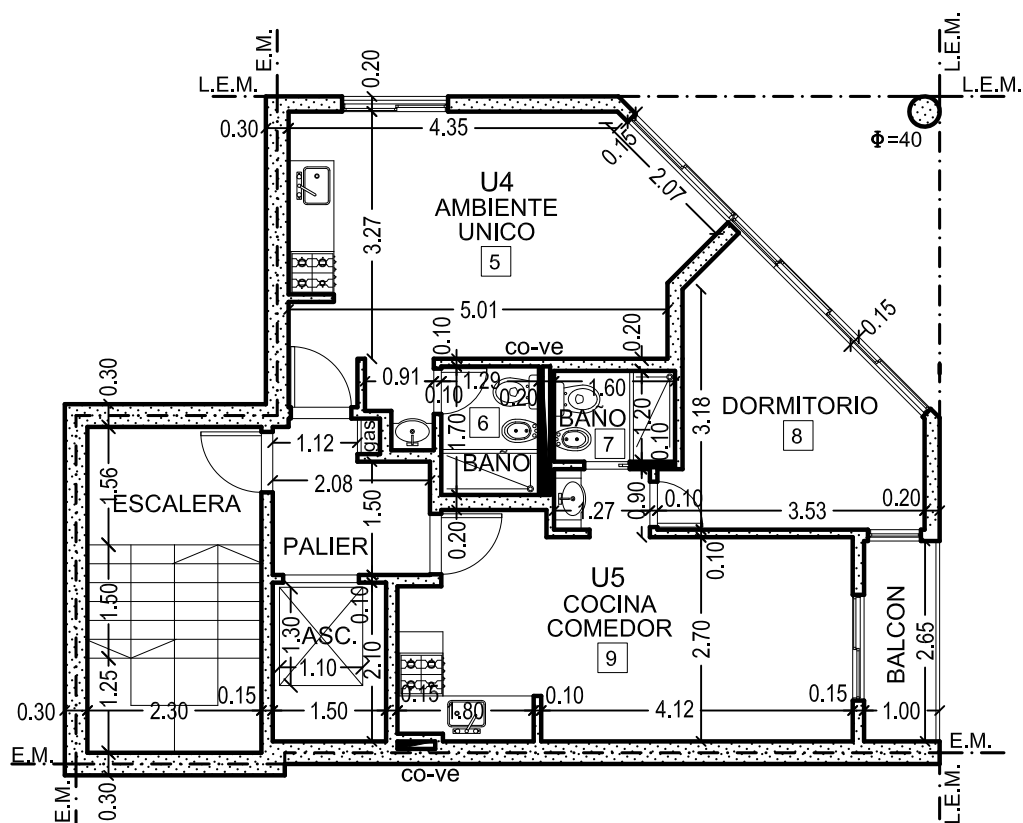 E.M.
L.E.M.
0.20
L.E.M.
L.E.M.
0.30
4.35
Φ=40
0.15
2.07
U4
AMBIENTE
UNICO
5
3.27
5.01
0.15
0.10
co-ve
0.20
0.30
0.91
0.10
1.29
0.20
1.60
BAÑO
7
1.20
0.10
3.18
DORMITORIO
8
1.12
gas
1.70
6
BAÑO
2.08
1.50
1.56
ESCALERA
PALIER
0.20
1.27
0.90
0.10
3.53
0.20
0.10
U5
COCINA
COMEDOR
9
1.50
1.30
ASC.
1.10
0.10
2.10
2.70
BALCON
2.65
1.25
0.30
2.30
0.15
1.50
0.15
.80
0.10
4.12
0.15
1.00
E.M.
co-ve
E.M.
E.M.
0.30
L.E.M.